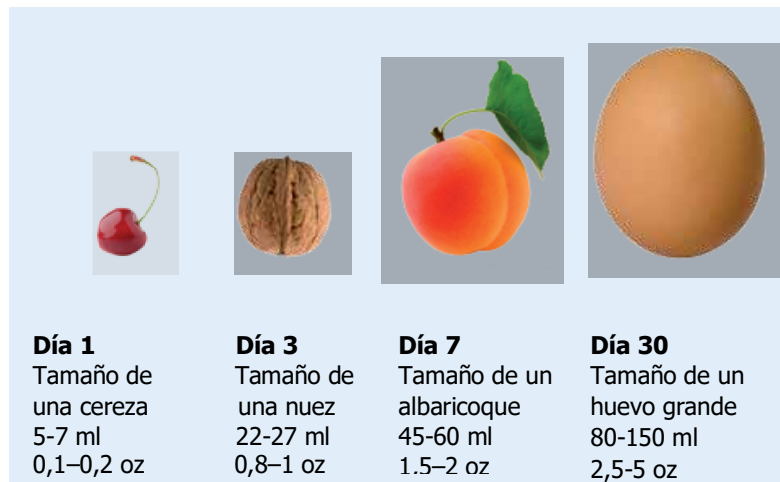 Día 1
Tamaño de
una cereza
5-7 ml
0,1–0,2 oz
Día 3
Tamaño de
una nuez
22-27 ml
0,8–1 oz
Día 7
Tamaño de un
albaricoque
45-60 ml
1.5–2 oz
Día 30
Tamaño de un
huevo grande
80-150 ml
2,5-5 oz